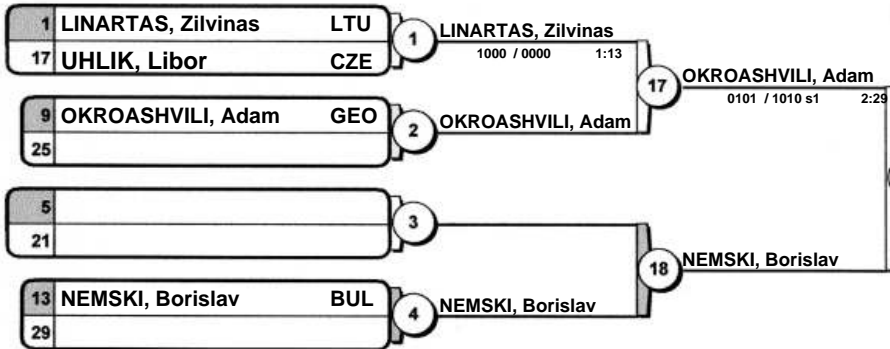 1 LINARTAS, Zilvinas LTU
17 UHLIK, Libor CZE
1
LINARTAS, Zilvinas
1000 / 0000 1:13
9 OKROASHVILI, Adam GEO
25
2
OKROASHVILI, Adam
17
OKROASHVILI, Adam
0101 / 1010 s1 2:29
5
21
3
13 NEMSKI, Borislav BUL
29
4
NEMSKI, Borislav
18
NEMSKI, Borislav